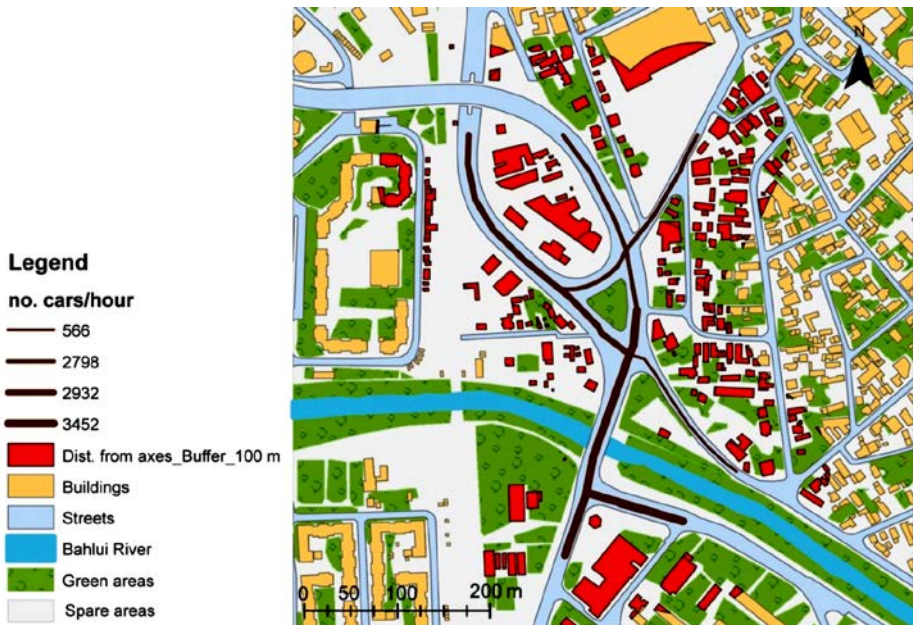 N
Legend
no. cars/hour
566
2798
2932
3452
Dist. from axes_Buffer_100 m
Buildings
Streets
Bahlui River
Green areas
Spare areas
0 50 100 200 m